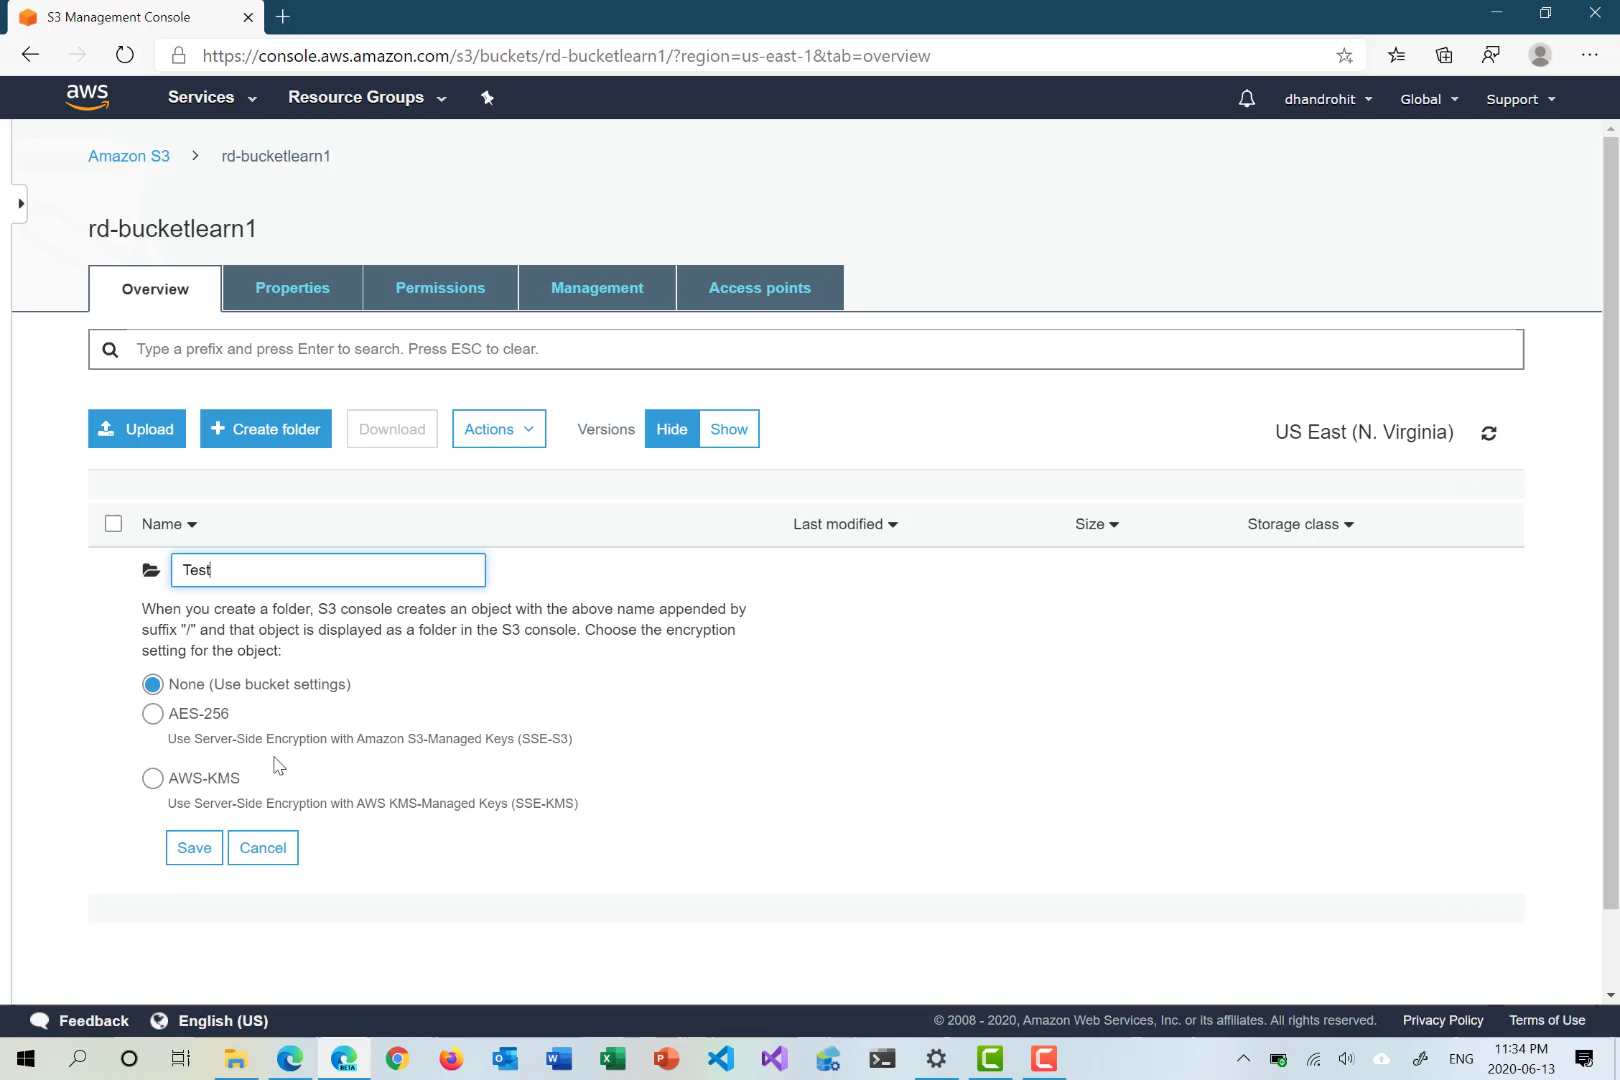 S3 Management Console
https://console.aws.amazon.com/s3/buckets/rd-bucketlearn1/?region=us-east-1&tab=overview
aws Services Resource Groups dhandrohit Global Support
Amazon S3 > rd-bucketlearn1
rd-bucketlearn1
Overview Properties Permissions Management Access points
Type a prefix and press Enter to search. Press ESC to clear.
Upload + Create folder Download Actions Versions Hide Show US East (N. Virginia)
Name Last modified Size Storage class
Test
When you create a folder, S3 console creates an object with the above name appended by
suffix "/" and that object is displayed as a folder in the S3 console. Choose the encryption
setting for the object:
None (Use bucket settings)
AES-256
Use Server-Side Encryption with Amazon S3-Managed Keys (SSE-S3)
AWS-KMS
Use Server-Side Encryption with AWS KMS-Managed Keys (SSE-KMS)
Save Cancel
Feedback English (US) © 2008 - 2020, Amazon Web Services, Inc. or its affiliates. All rights reserved. Privacy Policy Terms of Use
BETA ENG 11:34 PM
2020-06-13